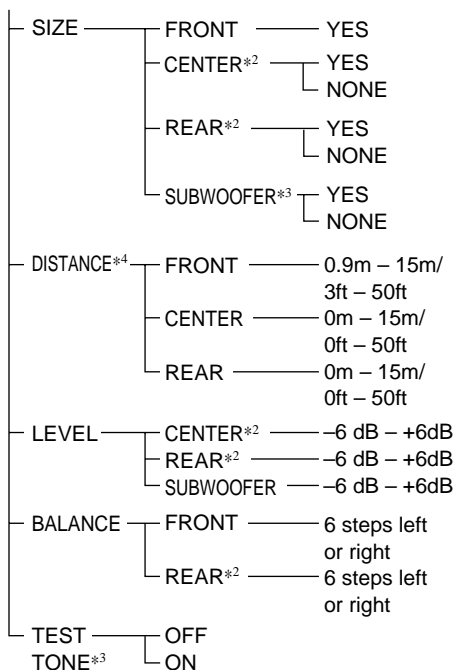 SIZE FRONT YES
CENTER*2 YES
NONE
REAR*2 YES
NONE
SUBWOOFER*3 YES
NONE
DISTANCE*4 FRONT 0.9m – 15m/
3ft – 50ft
CENTER 0m – 15m/
0ft – 50ft
REAR 0m – 15m/
0ft – 50ft
LEVEL CENTER*2 –6 dB – +6dB
REAR*2 –6 dB – +6dB
SUBWOOFER –6 dB – +6dB
BALANCE FRONT 6 steps left
or right
REAR*2 6 steps left
or right
TEST OFF
TONE*3 ON